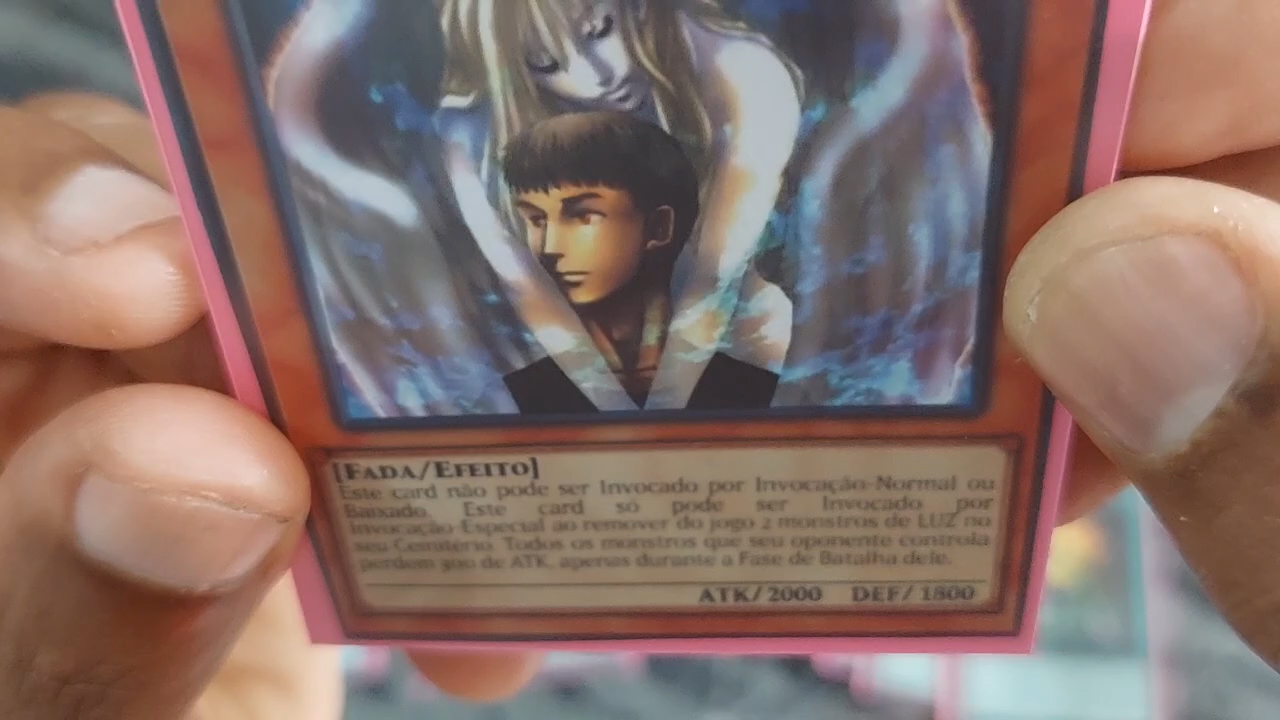 [FADA/EFEITO]
Este card não pode ser Invocado por Invocação-Normal ou
Baixado. Este card só pode ser Invocado por
Invocação-Especial ao remover do jogo 2 monstros de LUZ no
seu Cemitério. Todos os monstros que seu oponente controla
perdem 300 de ATK, apenas durante a Fase de Batalha dele.
ATK/2000 DEF/1800